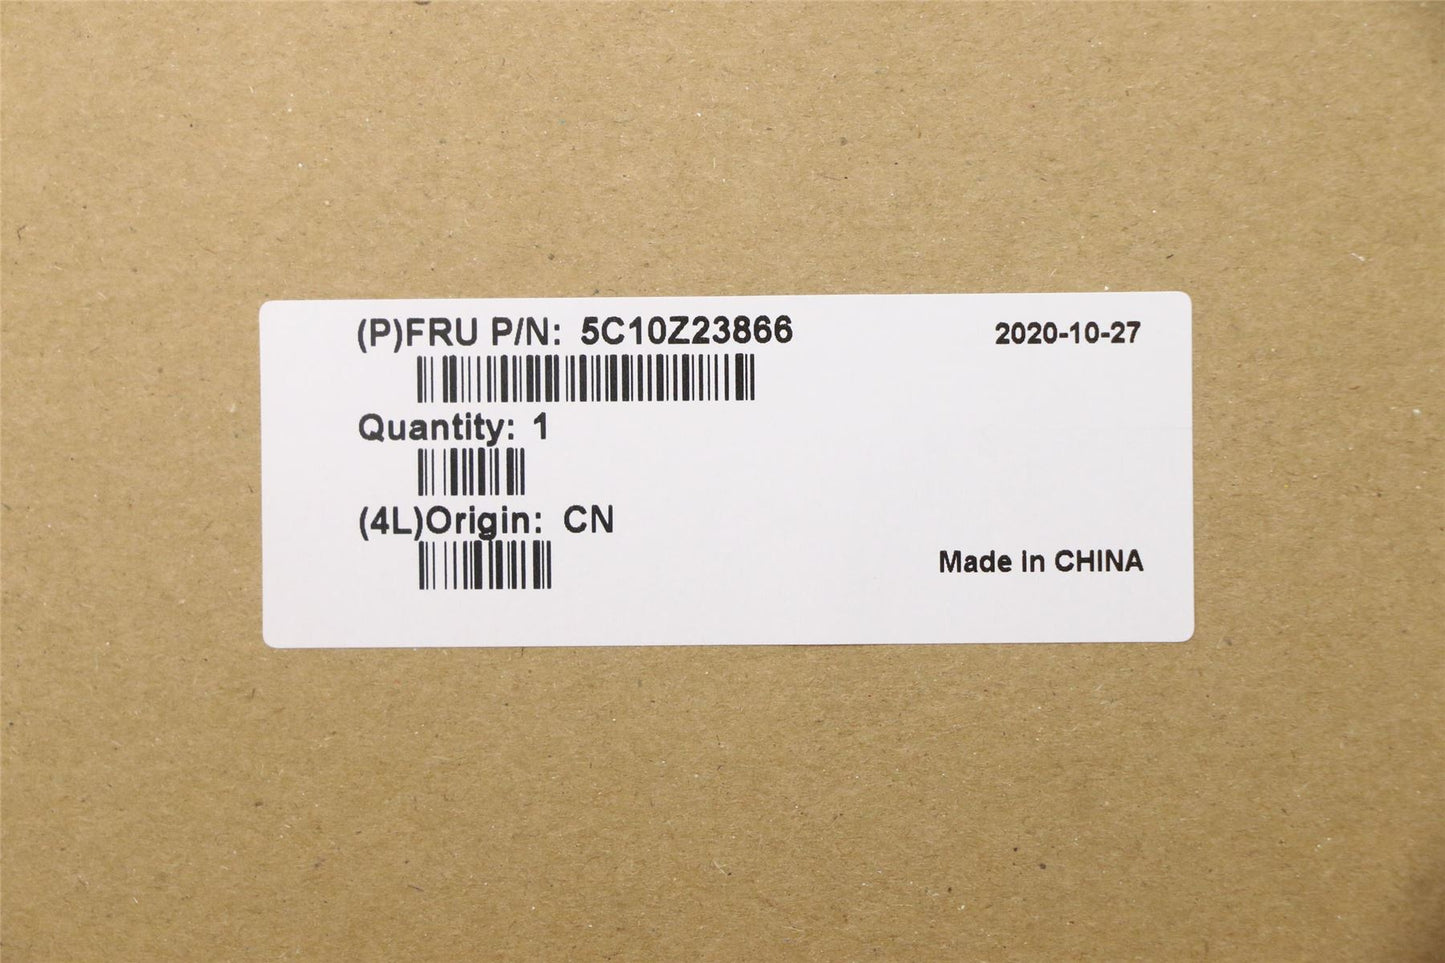 (P)FRU P/N: 5C10Z23866
2020-10-27
Quantity: 1
(4L)Origin: CN
Made in CHINA